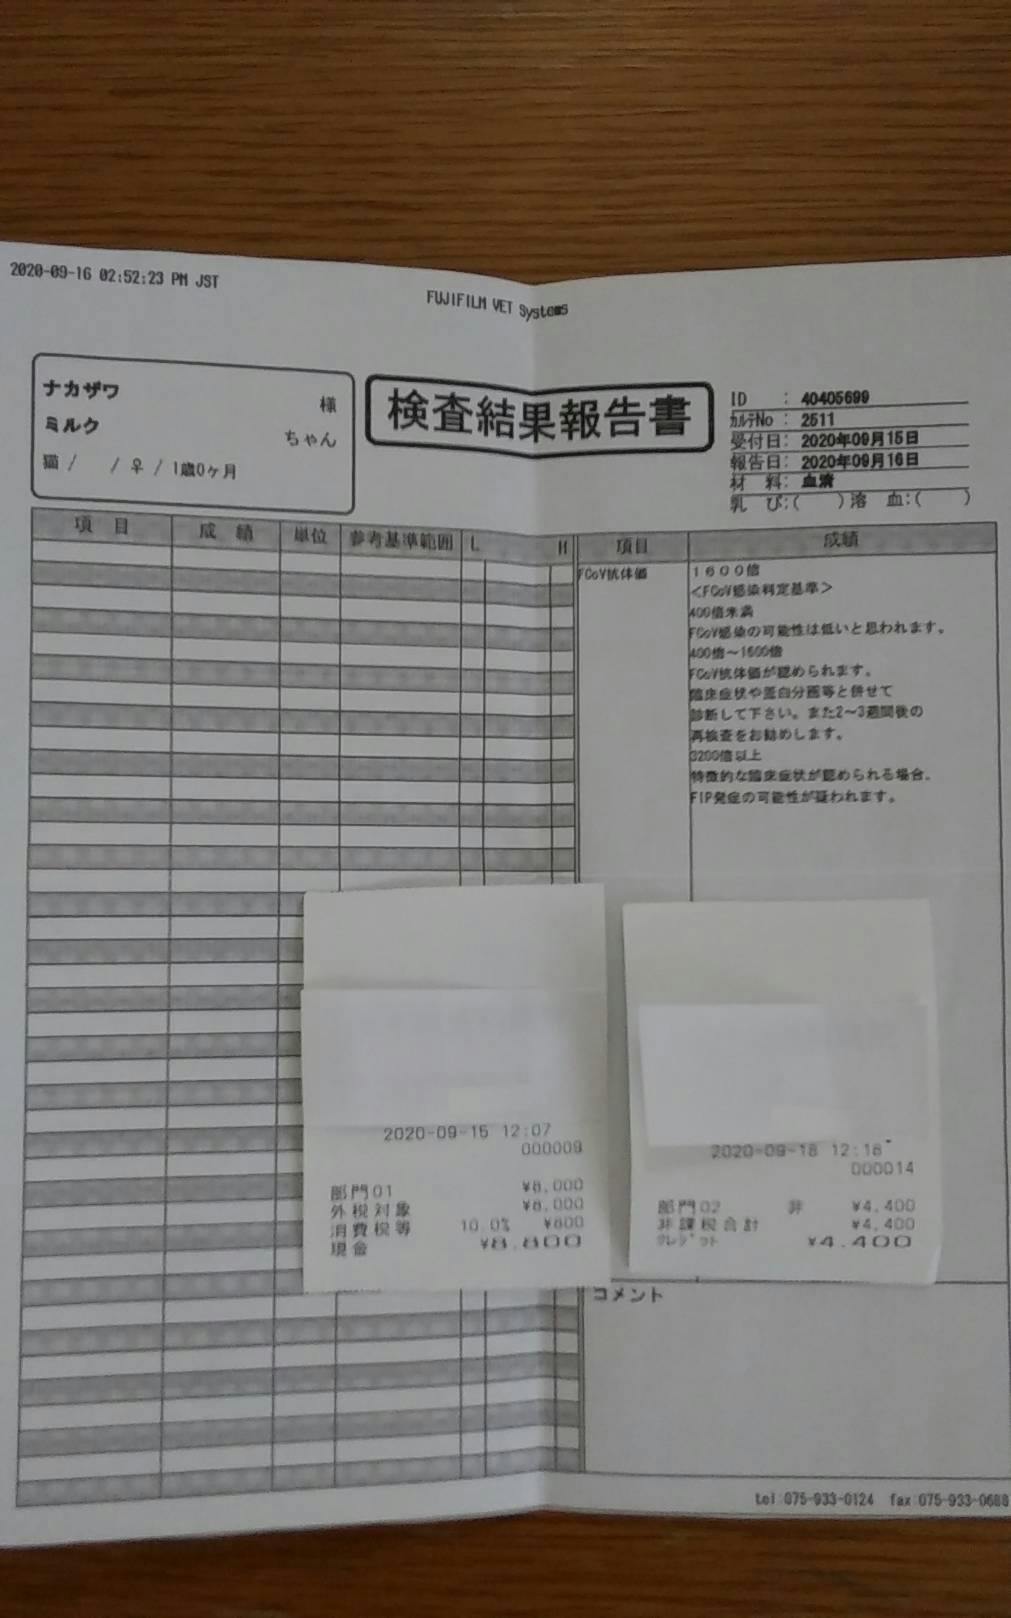 2020-09-16 02:52:23 PM JST
FUJIFILM VET Systems
ナカザワ 様
ミルク ちゃん
猫 / / ♀ / 1歳0ヶ月
検査結果報告書
ID : 40405699
ｶﾙﾃNo : 2511
受付日: 2020年09月15日
報告日: 2020年09月16日
材 料: 血清
乳 び:( ) 溶 血:( )
項 目 成 績 単位 参考基準範囲 L H 項目 成績
FCoV抗体価 1600倍
<FCoV感染判定基準>
400倍未満
FCoV感染の可能性は低いと思われます。
400倍～1600倍
FCoV抗体価が認められます。
臨床症状や蛋白分画等と併せて
診断して下さい。また2～3週間後の
再検査をお勧めします。
3200倍以上
特徴的な臨床症状が認められる場合、
FIP発症の可能性が疑われます。
2020-09-15 12:07
000009
部門01 ¥8,000
外税対象 ¥8,000
消費税等 10.0% ¥800
現金 ¥8,800
2020-09-18 12:18
000014
部門02 非 ¥4,400
非課税合計 ¥4,400
ｸﾚｼﾞｯﾄ ¥4,400
コメント
tel:075-933-0124 fax:075-933-0688